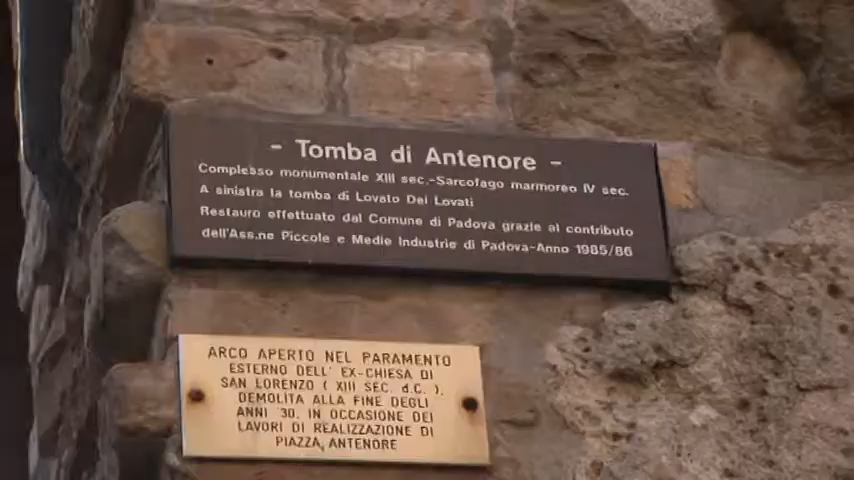 - Tomba di Antenore -
Complesso monumentale XIII sec.-Sarcofago marmoreo IV sec.
A sinistra la tomba di Lovato Dei Lovati
Restauro effettuato dal Comune di Padova grazie al contributo
dell'Ass.ne Piccole e Medie Industrie di Padova-Anno 1985/86
ARCO APERTO NEL PARAMENTO
ESTERNO DELL' EX-CHIESA DI
SAN LORENZO ( XIII SEC. d.C. ),
DEMOLITA ALLA FINE DEGLI
ANNI '30, IN OCCASIONE DEI
LAVORI DI REALIZZAZIONE DI
PIAZZA ANTENORE